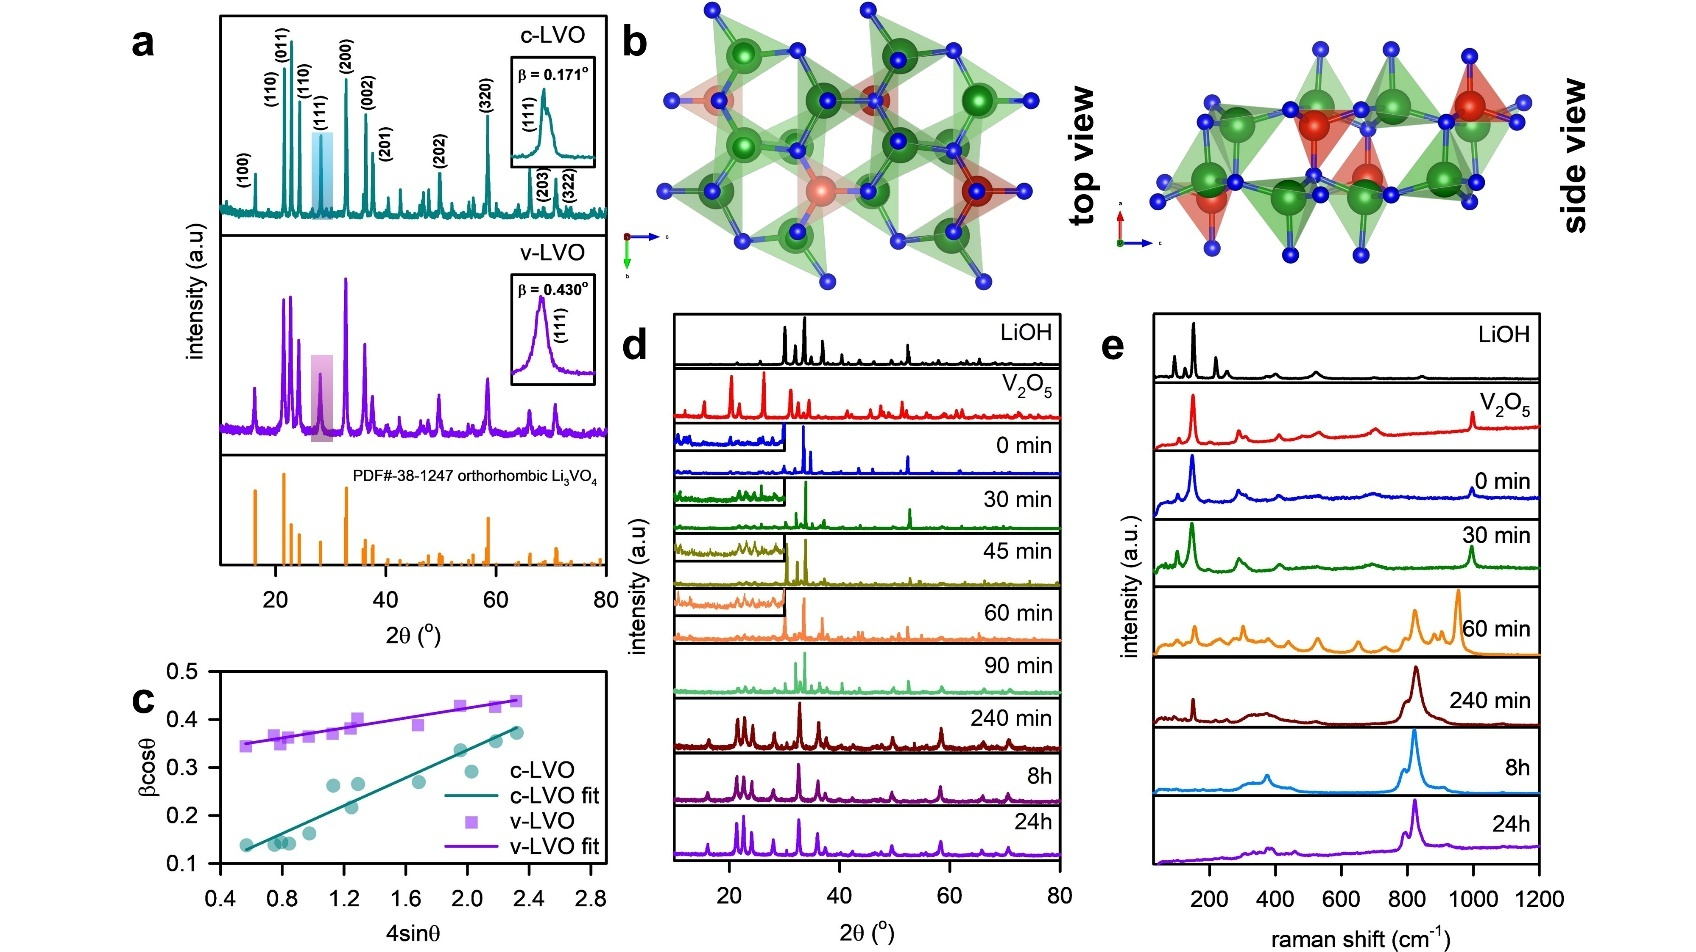 a
c-LVO
(100)
(110)
(011)
(110)
(111)
(200)
(002)
(201)
(202)
(320)
(203)
(322)
β = 0.171°
(111)
v-LVO
β = 0.430°
(111)
PDF#-38-1247 orthorhombic Li₃VO₄
intensity (a.u)
20 40 60 80
2θ (°)
b
top view
side view
c
b
a
c
c
0.5
0.4
0.3
0.2
0.1
βcosθ
c-LVO
c-LVO fit
v-LVO
v-LVO fit
0.4 0.8 1.2 1.6 2.0 2.4 2.8
4sinθ
d
LiOH
V₂O₅
0 min
30 min
45 min
60 min
90 min
240 min
8h
24h
intensity (a.u)
20 40 60 80
2θ (°)
e
LiOH
V₂O₅
0 min
30 min
60 min
240 min
8h
24h
intensity (a.u.)
200 400 600 800 1000 1200
raman shift (cm⁻¹)